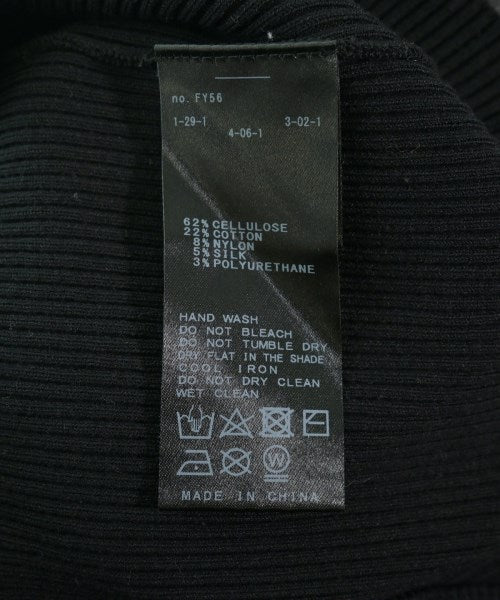 no. FY56
1-29-1 4-06-1 3-02-1
62% CELLULOSE
22% COTTON
8% NYLON
5% SILK
3% POLYURETHANE
HAND WASH
DO NOT BLEACH
DO NOT TUMBLE DRY
DRY FLAT IN THE SHADE
COOL IRON
DO NOT DRY CLEAN
WET CLEAN
W
MADE IN CHINA